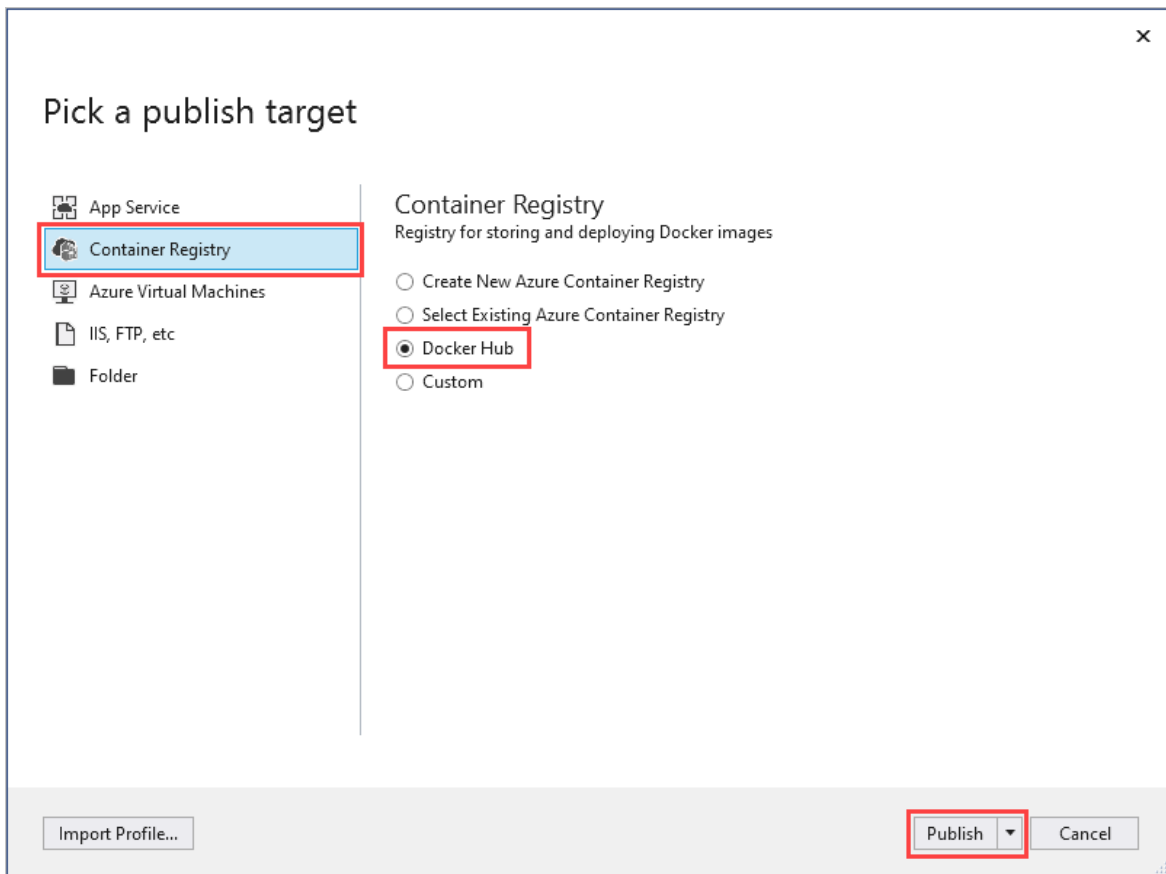 Pick a publish target
App Service
Container Registry
Azure Virtual Machines
IIS, FTP, etc
Folder
Container Registry
Registry for storing and deploying Docker images
Create New Azure Container Registry
Select Existing Azure Container Registry
Docker Hub
Custom
Import Profile...
Publish
Cancel